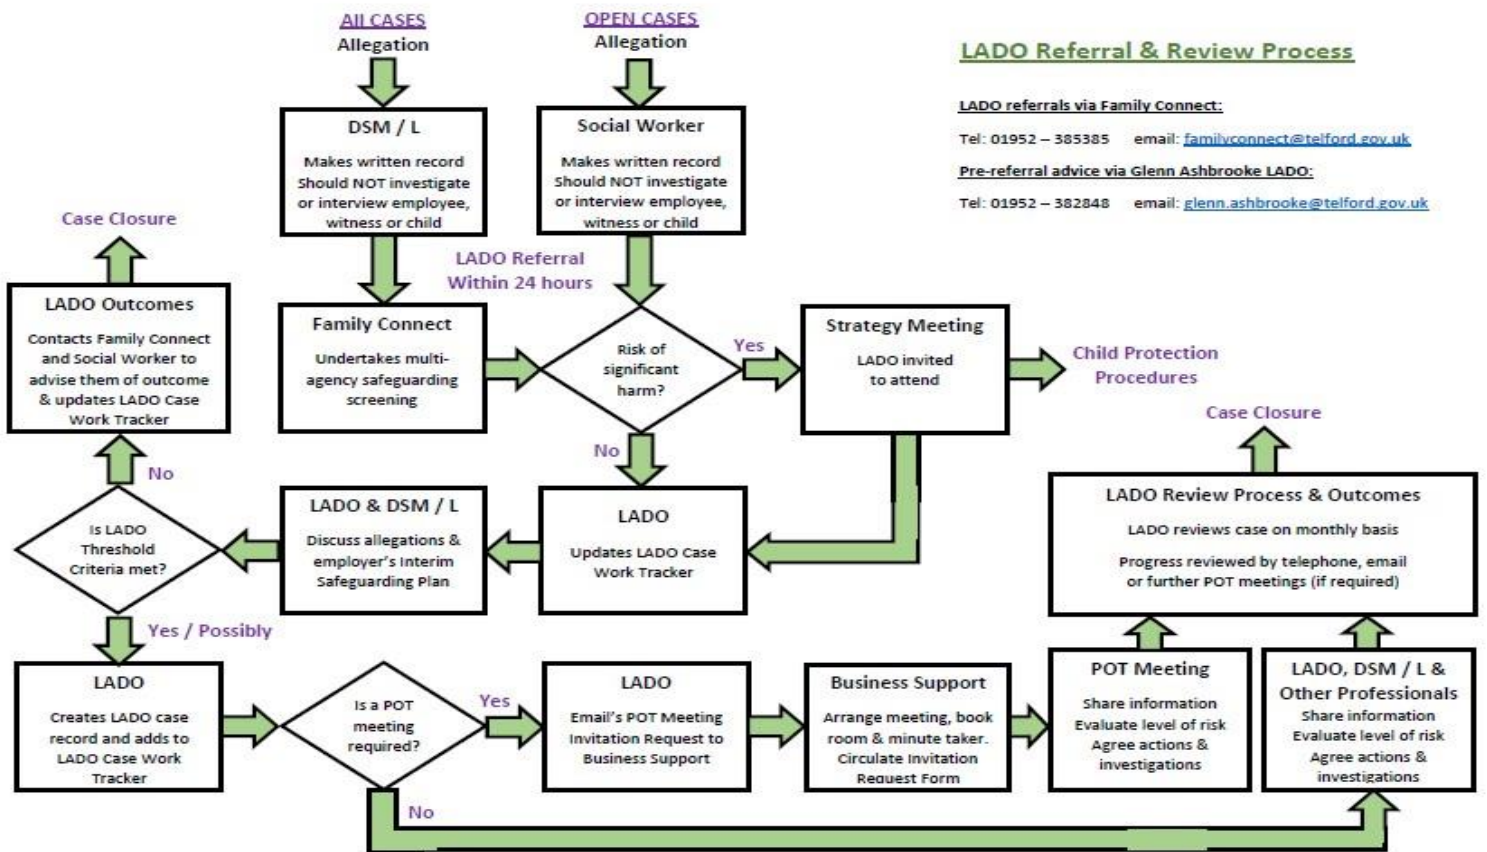 All CASES
Allegation
OPEN CASES
Allegation
LADO Referral & Review Process
LADO referrals via Family Connect:
Tel: 01952 – 385385 email: familyconnect@telford.gov.uk
Pre-referral advice via Glenn Ashbrooke LADO:
Tel: 01952 – 382848 email: glenn.ashbrooke@telford.gov.uk
DSM / L
Makes written record
Should NOT investigate
or interview employee,
witness or child
Social Worker
Makes written record
Should NOT investigate
or interview employee,
witness or child
LADO Referral
Within 24 hours
Case Closure
LADO Outcomes
Contacts Family Connect
and Social Worker to
advise them of outcome
& updates LADO Case
Work Tracker
Family Connect
Undertakes multi-
agency safeguarding
screening
Risk of
significant
harm?
Yes
Strategy Meeting
LADO invited
to attend
Child Protection
Procedures
No
No
Is LADO
Threshold
Criteria met?
LADO & DSM / L
Discuss allegations &
employer's Interim
Safeguarding Plan
LADO
Updates LADO Case
Work Tracker
Case Closure
LADO Review Process & Outcomes
LADO reviews case on monthly basis
Progress reviewed by telephone, email
or further POT meetings (if required)
Yes / Possibly
LADO
Creates LADO case
record and adds to
LADO Case Work
Tracker
Is a POT
meeting
required?
Yes
No
LADO
Email's POT Meeting
Invitation Request to
Business Support
Business Support
Arrange meeting, book
room & minute taker.
Circulate Invitation
Request Form
POT Meeting
Share information
Evaluate level of risk
Agree actions &
investigations
LADO, DSM / L &
Other Professionals
Share information
Evaluate level of risk
Agree actions &
investigations